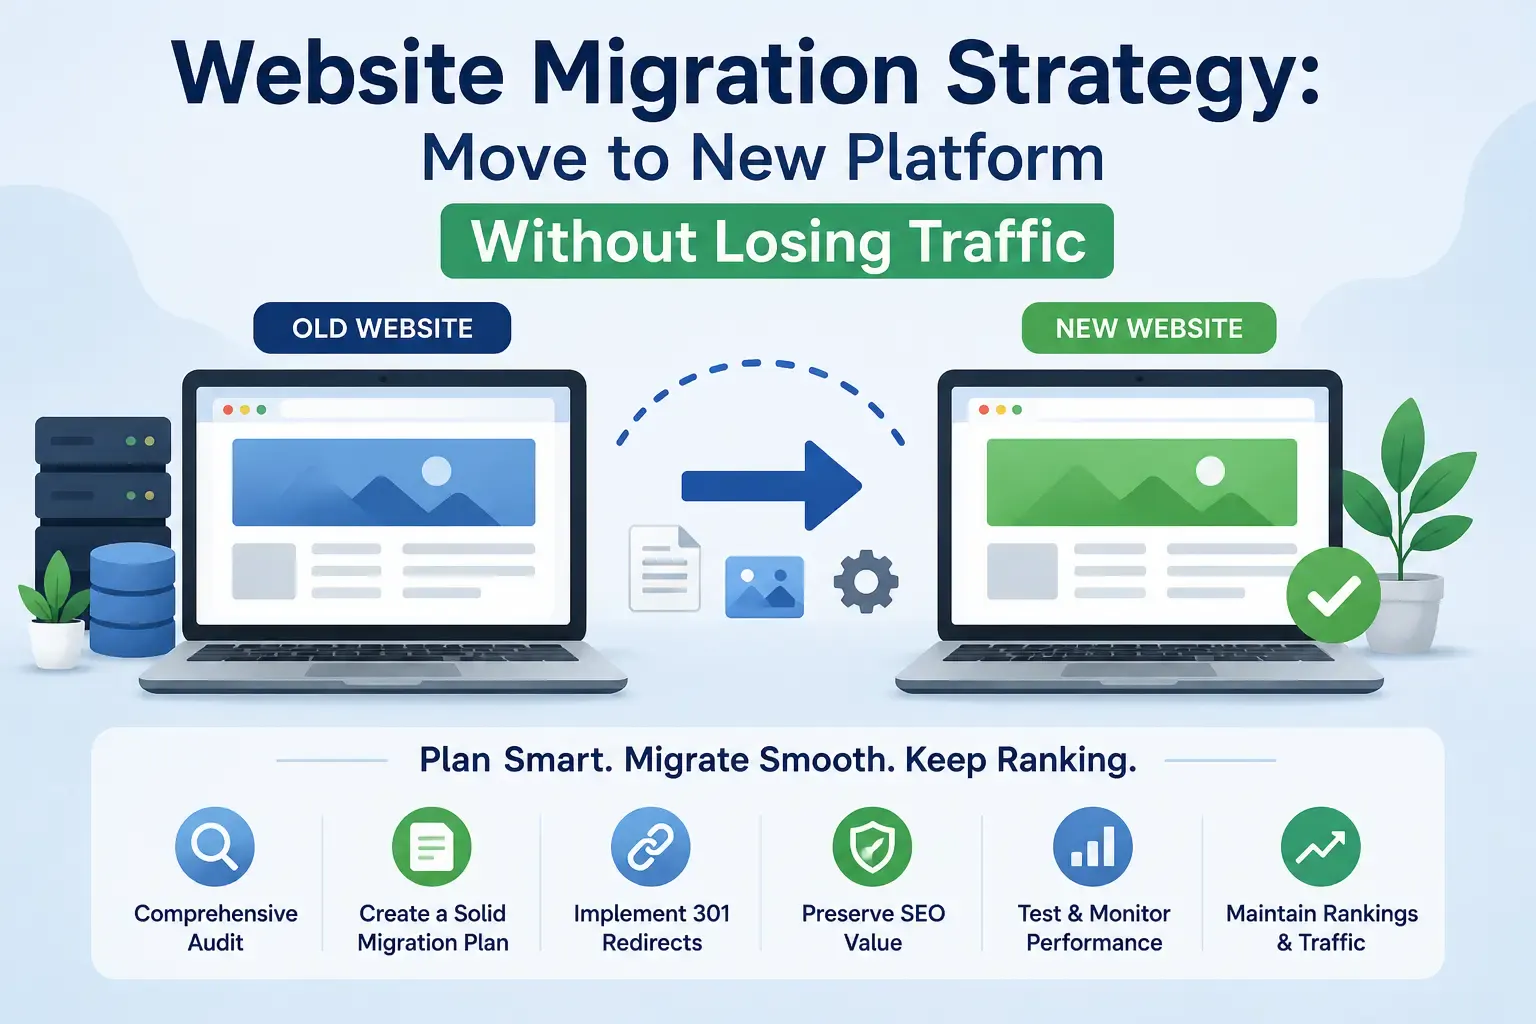 Website Migration Strategy:
Move to New Platform
Without Losing Traffic
OLD WEBSITE
NEW WEBSITE
Plan Smart. Migrate Smooth. Keep Ranking.
Comprehensive
Audit
Create a Solid
Migration Plan
Implement 301
Redirects
Preserve SEO
Value
Test & Monitor
Performance
Maintain Rankings
& Traffic